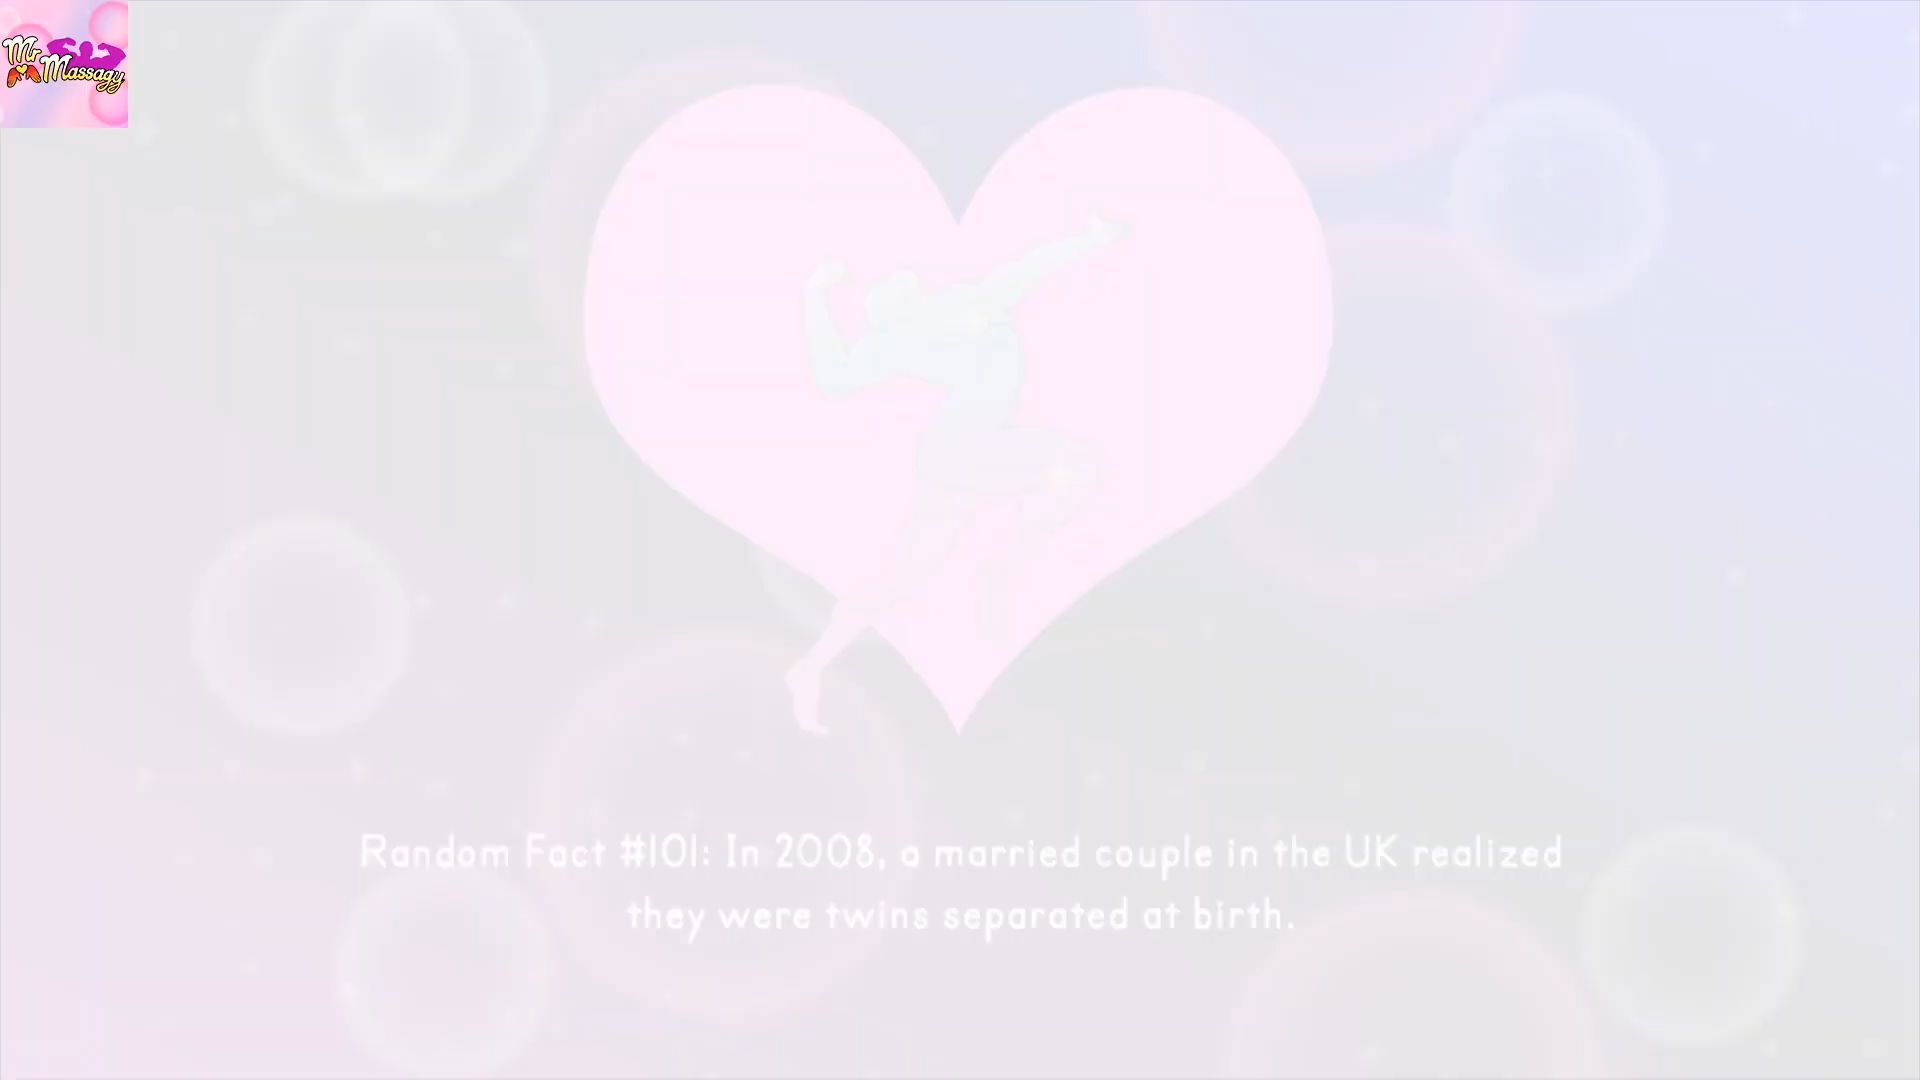 Mr
Massagy
Random Fact #101: In 2008, a married couple in the UK realized
they were twins separated at birth.